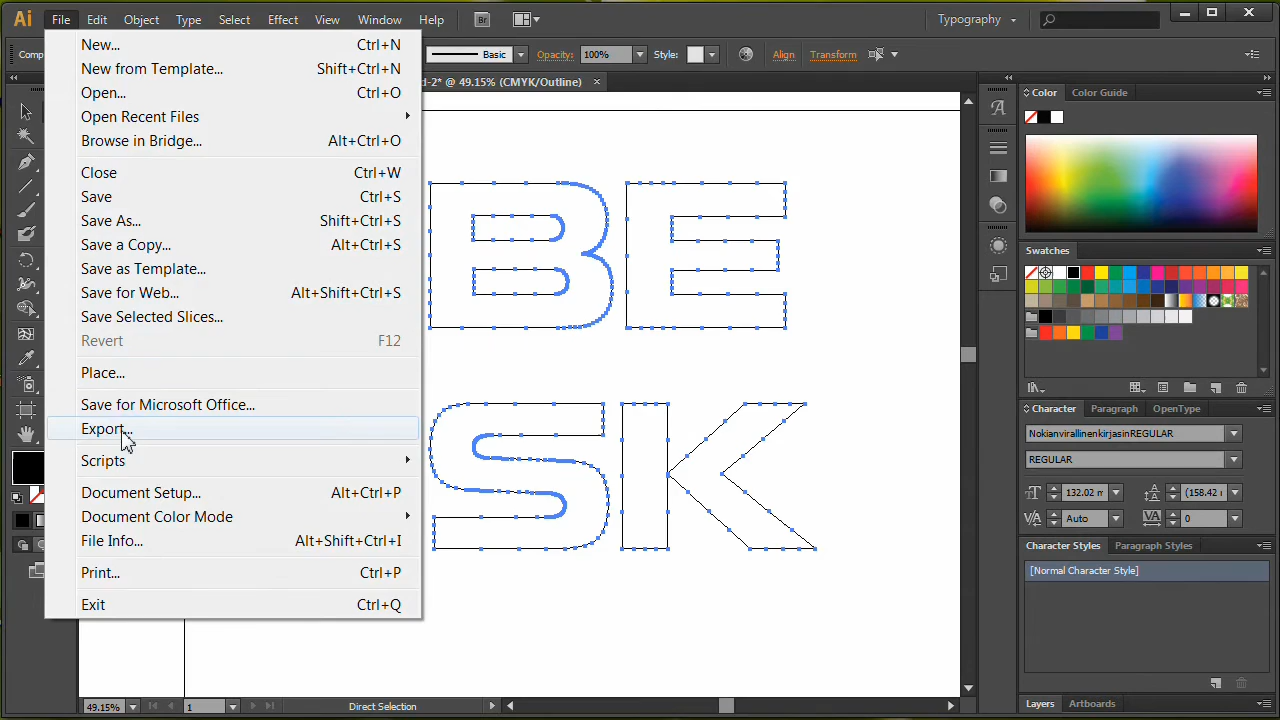 Ai File Edit Object Type Select Effect View Window Help Br Typography
Comp Basic Opacity: 100% Style: Align Transform
d-2* @ 49.15% (CMYK/Outline) ×
New... Ctrl+N
New from Template... Shift+Ctrl+N
Open... Ctrl+O
Open Recent Files
Browse in Bridge... Alt+Ctrl+O
Close Ctrl+W
Save Ctrl+S
Save As... Shift+Ctrl+S
Save a Copy... Alt+Ctrl+S
Save as Template...
Save for Web... Alt+Shift+Ctrl+S
Save Selected Slices...
Revert F12
Place...
Save for Microsoft Office...
Export...
Scripts
Document Setup... Alt+Ctrl+P
Document Color Mode
File Info... Alt+Shift+Ctrl+I
Print... Ctrl+P
Exit Ctrl+Q
BE
SK
Color Color Guide
Swatches
Character Paragraph OpenType
NokianvirallinenkirjasinREGULAR
REGULAR
132.02 m (158.42 i
Auto 0
Character Styles Paragraph Styles
[Normal Character Style]
Layers Artboards
49.15% 1 Direct Selection